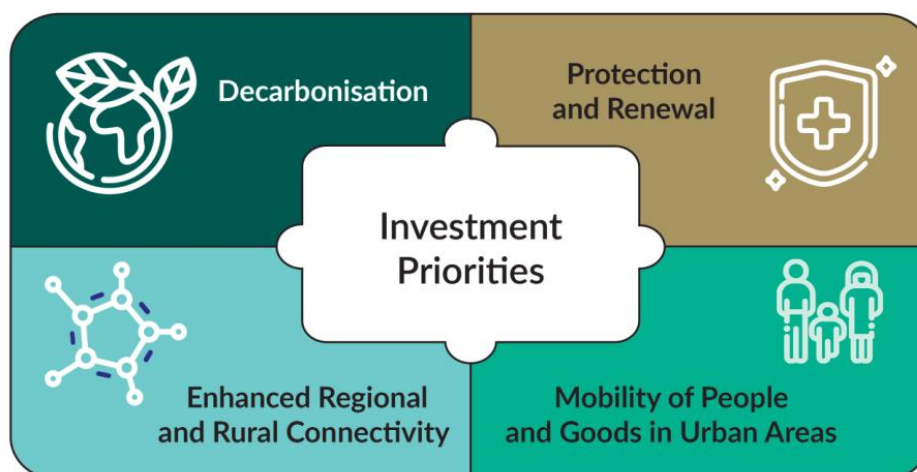 Decarbonisation
Protection
and Renewal
Investment
Priorities
Enhanced Regional
and Rural Connectivity
Mobility of People
and Goods in Urban Areas